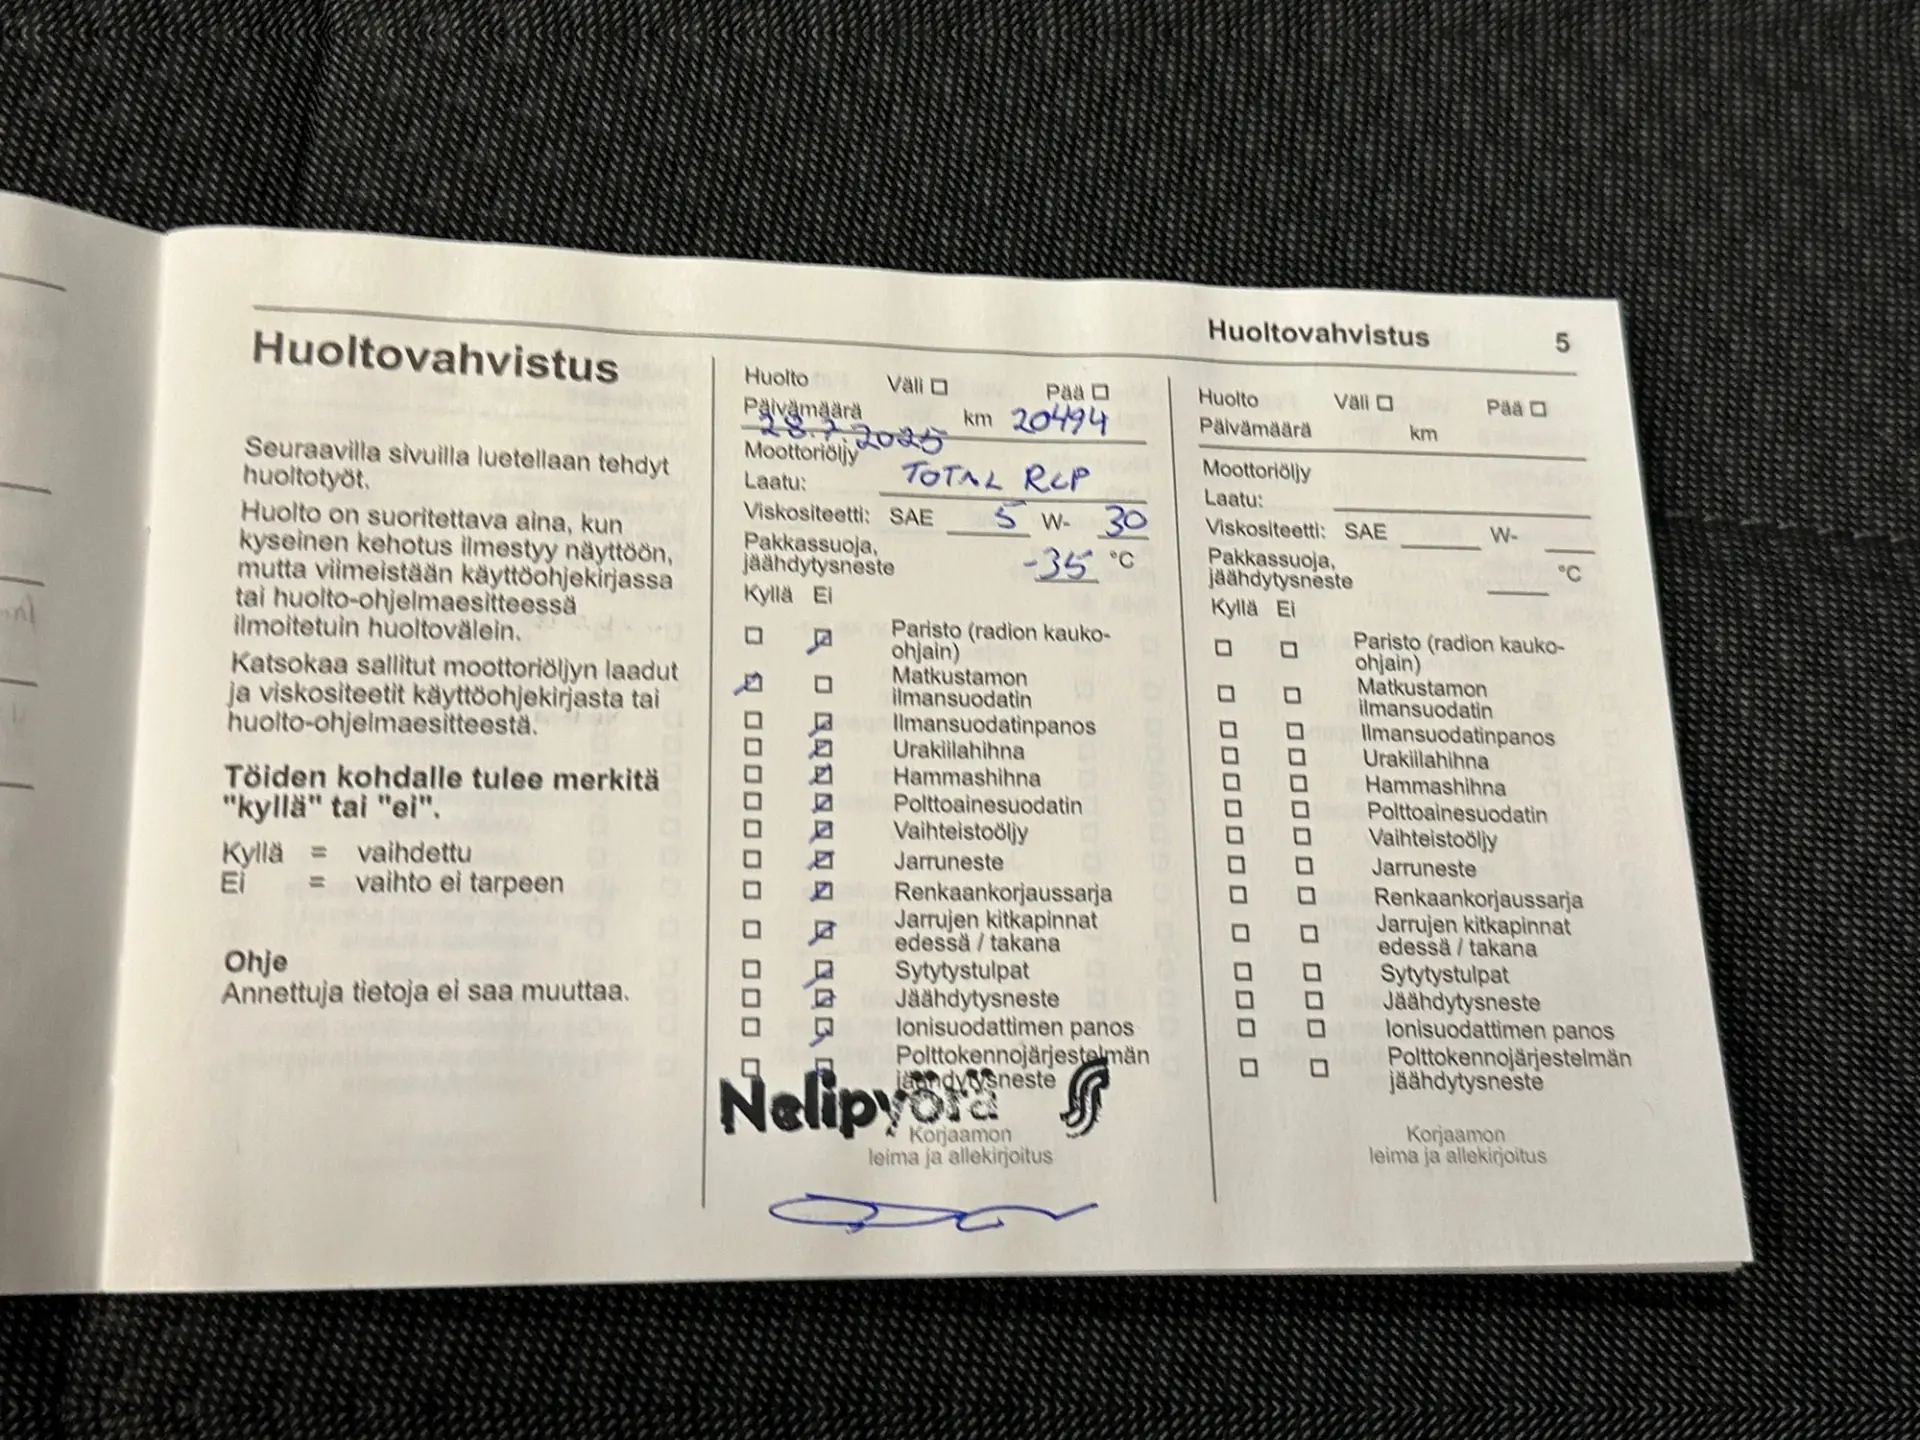 Huoltovahvistus 5
Huoltovahvistus
Seuraavilla sivuilla luetellaan tehdyt
huoltotyöt.
Huolto on suoritettava aina, kun
kyseinen kehotus ilmestyy näyttöön,
mutta viimeistään käyttöohjekirjassa
tai huolto-ohjelmaesitteessä
ilmoitetuin huoltovälein.
Katsokaa sallitut moottoriöljyn laadut
ja viskositeetit käyttöohjekirjasta tai
huolto-ohjelmaesitteestä.
Töiden kohdalle tulee merkitä
"kyllä" tai "ei".
Kyllä = vaihdettu
Ei = vaihto ei tarpeen
Ohje
Annettuja tietoja ei saa muuttaa.
Huolto Väli Pää
Päivämäärä km 20494
28.7.2025
Moottoriöljy
Laatu: TOTAL RCP
Viskositeetti: SAE 5 W- 30
Pakkassuoja,
jäähdytysneste -35 °C
Kyllä Ei
Paristo (radion kauko-
ohjain)
Matkustamon
ilmansuodatin
Ilmansuodatinpanos
Urakiilahihna
Hammashihna
Polttoainesuodatin
Vaihteistoöljy
Jarruneste
Renkaankorjaussarja
Jarrujen kitkapinnat
edessä / takana
Sytytystulpat
Jäähdytysneste
Ionisuodattimen panos
Polttokennojärjestelmän
jäähdytysneste
Nelipyörä
Korjaamon
leima ja allekirjoitus
Huolto Väli Pää
Päivämäärä km
Moottoriöljy
Laatu:
Viskositeetti: SAE W-
Pakkassuoja,
jäähdytysneste °C
Kyllä Ei
Paristo (radion kauko-
ohjain)
Matkustamon
ilmansuodatin
Ilmansuodatinpanos
Urakiilahihna
Hammashihna
Polttoainesuodatin
Vaihteistoöljy
Jarruneste
Renkaankorjaussarja
Jarrujen kitkapinnat
edessä / takana
Sytytystulpat
Jäähdytysneste
Ionisuodattimen panos
Polttokennojärjestelmän
jäähdytysneste
Korjaamon
leima ja allekirjoitus